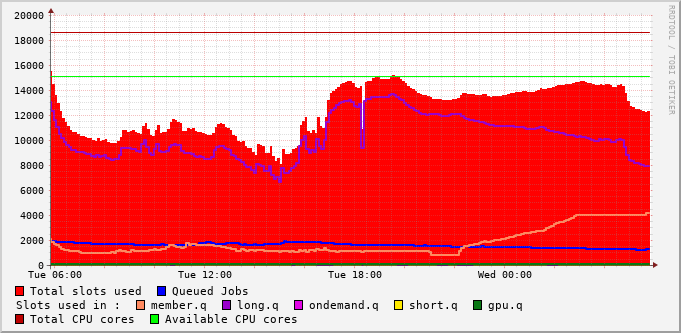 20000
18000
16000
14000
12000
10000
8000
6000
4000
2000
0
Tue 06:00 Tue 12:00 Tue 18:00 Wed 00:00
Total slots used Queued Jobs
Slots used in : member.q long.q ondemand.q short.q gpu.q
Total CPU cores Available CPU cores
RRDTOOL / TOBI OETIKER